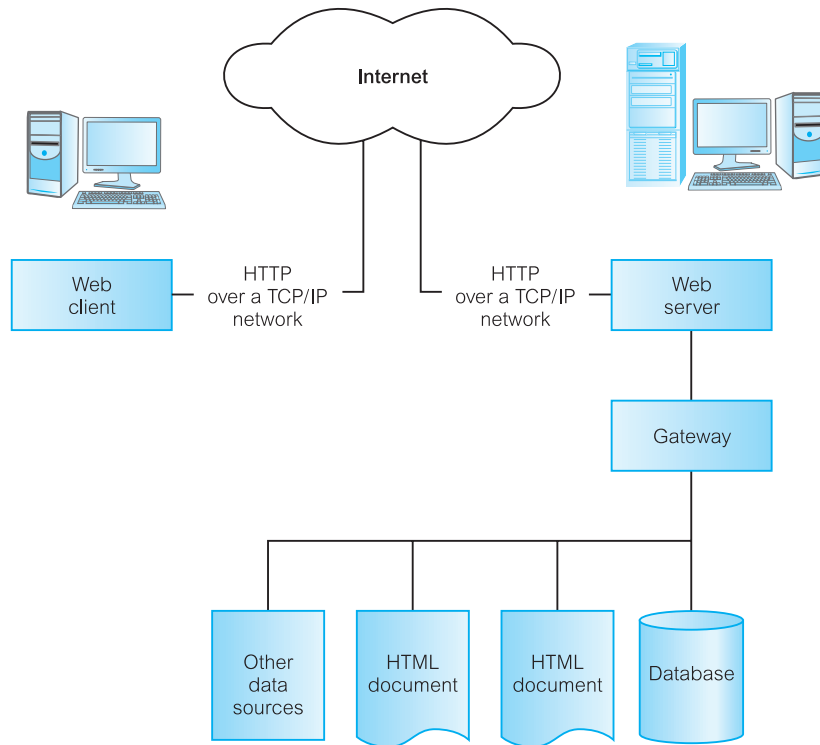 Internet
Web
client
HTTP
over a TCP/IP
network
HTTP
over a TCP/IP
network
Web
server
Gateway
Other
data
sources
HTML
document
HTML
document
Database